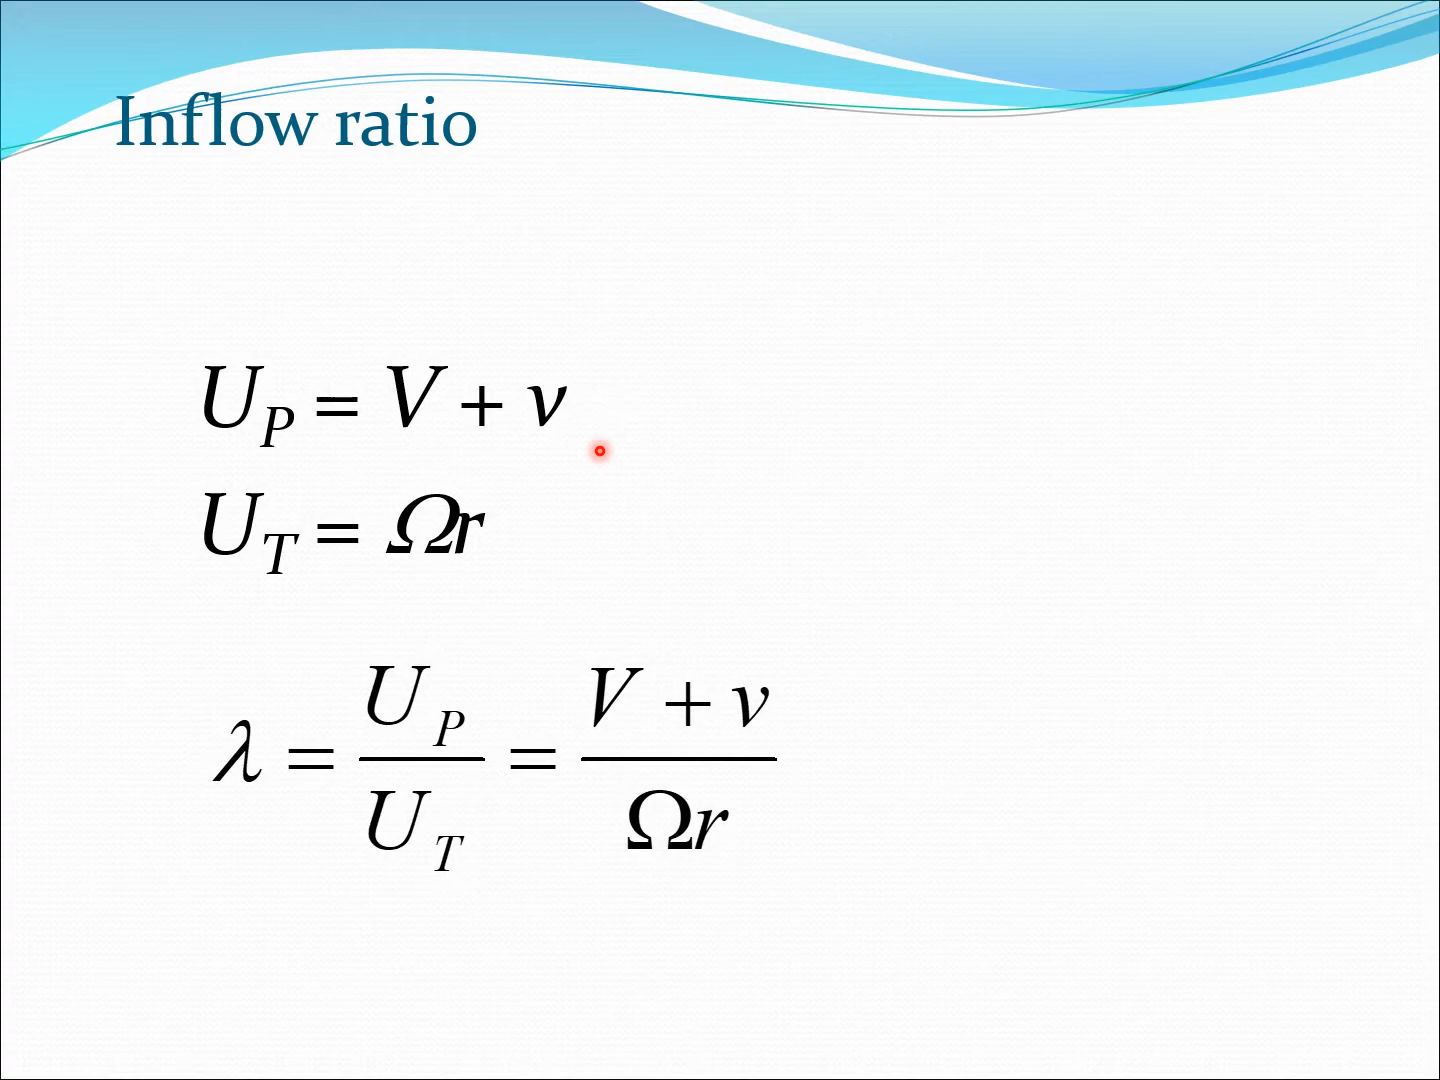 Inflow ratio
U_P = V + v
U_T = Ωr
λ = U_P / U_T = (V + v) / Ωr